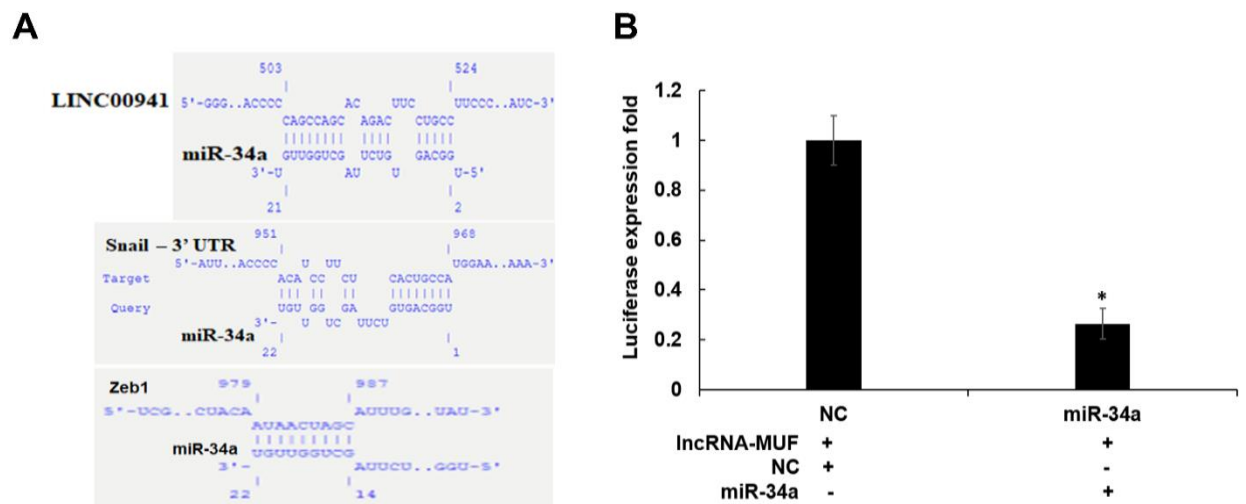 A
503 524
LINC00941 5'-GGG..ACCCC AC UUC UUCCC..AUC-3'
CAGCCAGC AGAC CUGCC
miR-34a GUUGGUCG UCUG GACGG
3'-U AU U U-5'
21 2
951 968
Snail – 3' UTR
5'-AUU..ACCCC U UU UGGAA..AAA-3'
Target ACA CC CU CACUGCCA
Query UGU GG GA GUGACGGU
3'- U UC UUCU
miR-34a
22 1
Zeb1 979 987
5'-UCG..CUACA AUUUG..UAU-3'
AUAACUAGC
miR-34a UGUUGGUCG
3'- AUUCU..GGU-5'
22 14
B
Luciferase expression fold
1.2
1
0.8
0.6
0.4
0.2
0
*
NC miR-34a
lncRNA-MUF + +
NC + -
miR-34a - +